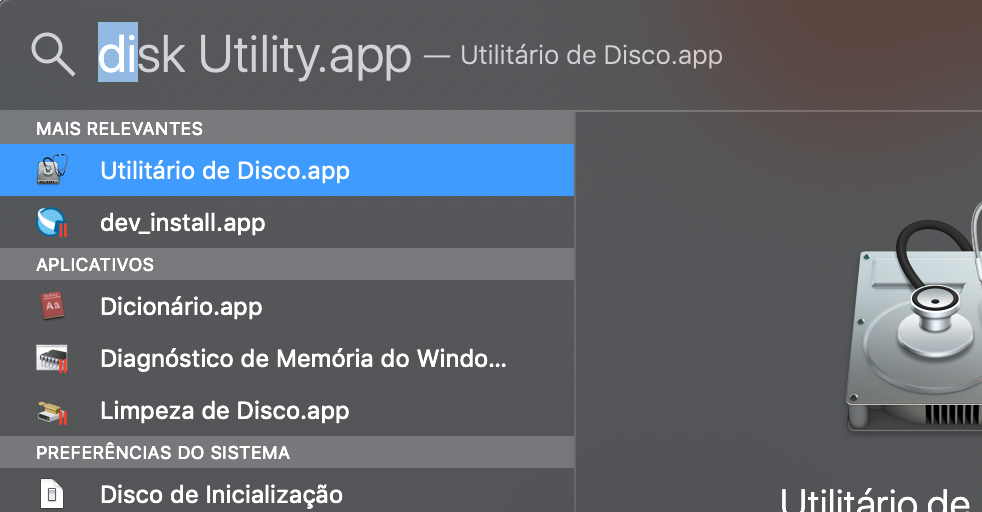 disk Utility.app — Utilitário de Disco.app
MAIS RELEVANTES
Utilitário de Disco.app
dev_install.app
APLICATIVOS
Aa
Dicionário.app
Diagnóstico de Memória do Windo...
Limpeza de Disco.app
PREFERÊNCIAS DO SISTEMA
Disco de Inicialização
Utilitário de